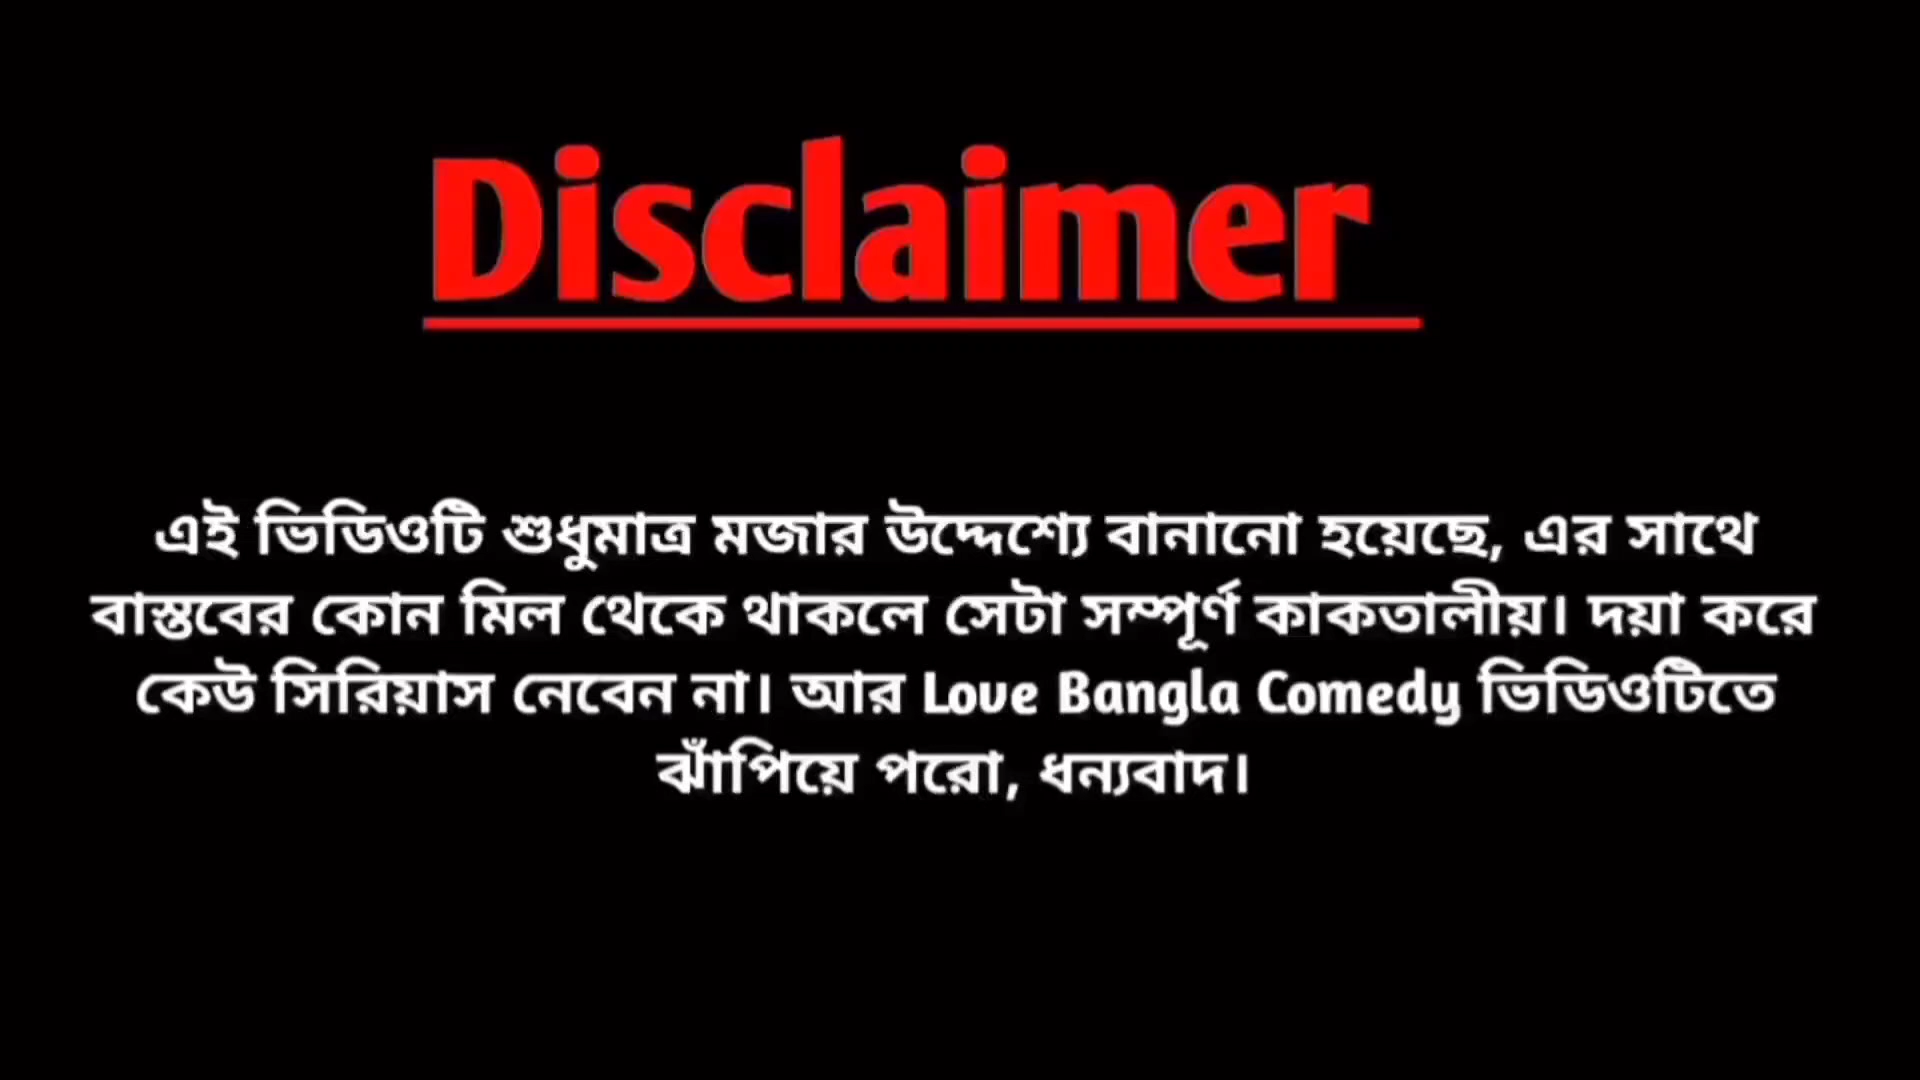 Disclaimer
এই ভিডিওটি শুধুমাত্র মজার উদ্দেশ্যে বানানো হয়েছে, এর সাথে
বাস্তবের কোন মিল থেকে থাকলে সেটা সম্পূর্ণ কাকতালীয়। দয়া করে
কেউ সিরিয়াস নেবেন না। আর Love Bangla Comedy ভিডিওটিতে
ঝাঁপিয়ে পরো, ধন্যবাদ।